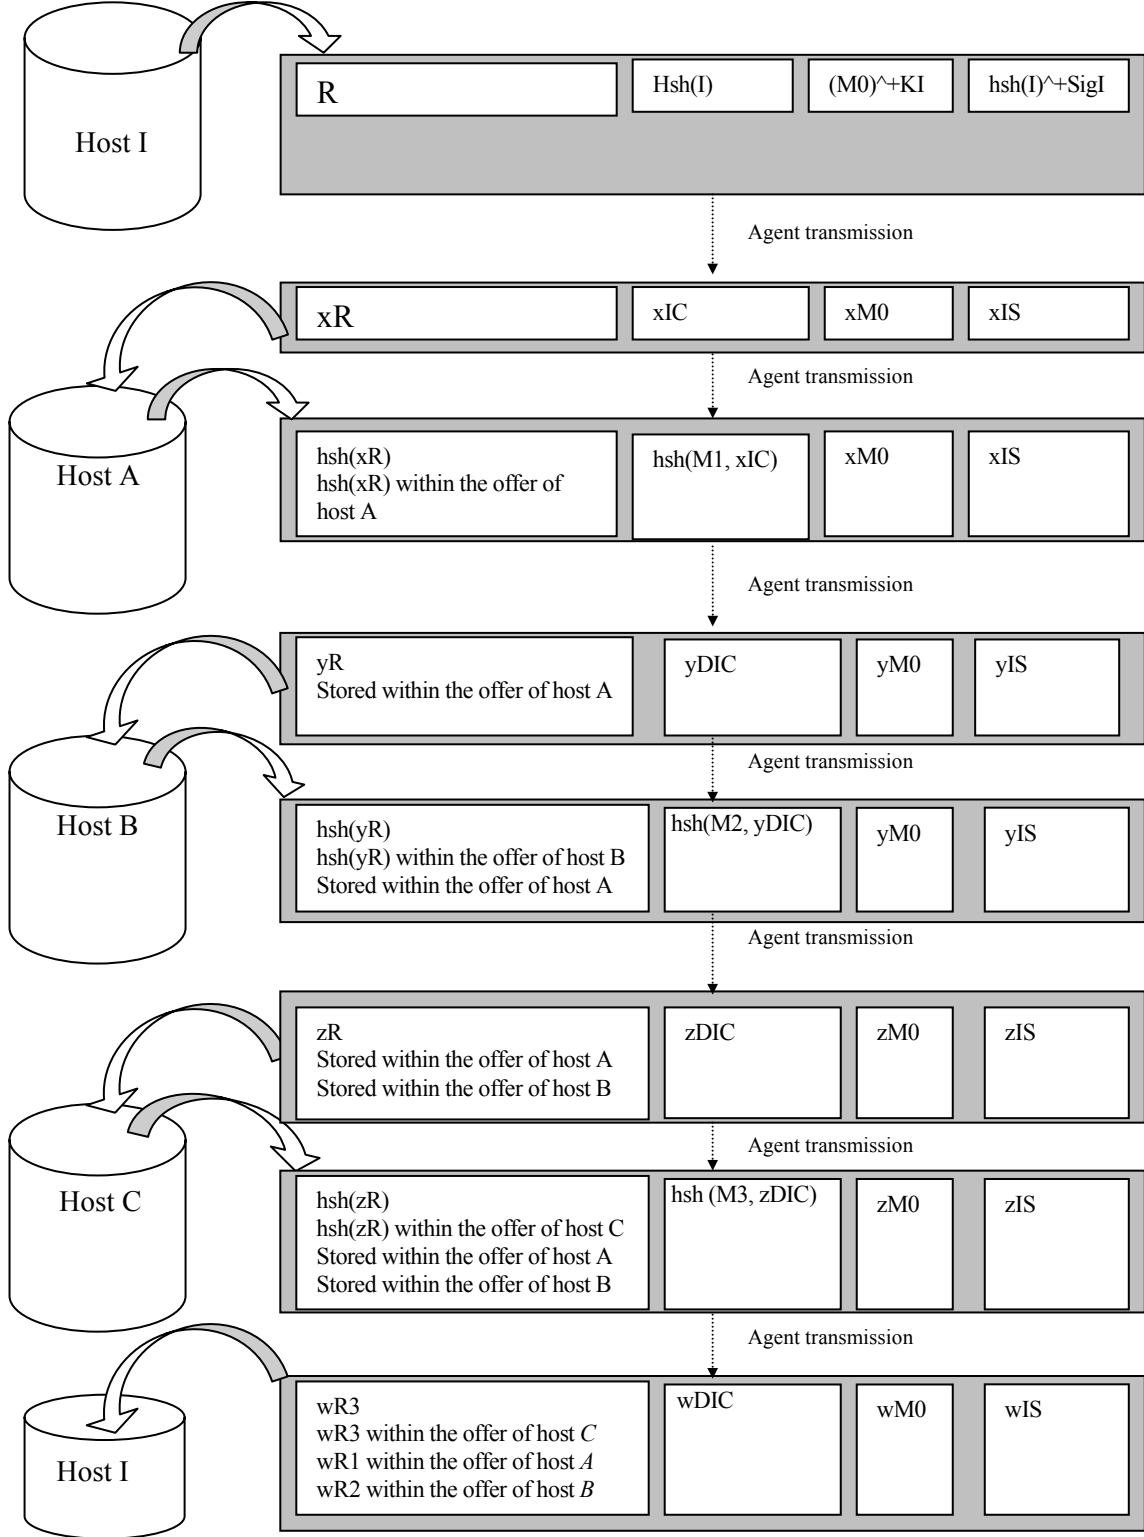 Host I
R
Hsh(I)
(M0)^+KI
hsh(I)^+SigI
Agent transmission
xR
xIC
xM0
xIS
Agent transmission
Host A
hsh(xR)
hsh(xR) within the offer of
host A
hsh(M1, xIC)
xM0
xIS
Agent transmission
yR
Stored within the offer of host A
yDIC
yM0
yIS
Agent transmission
Host B
hsh(yR)
hsh(yR) within the offer of host B
Stored within the offer of host A
hsh(M2, yDIC)
yM0
yIS
Agent transmission
zR
Stored within the offer of host A
Stored within the offer of host B
zDIC
zM0
zIS
Agent transmission
Host C
hsh(zR)
hsh(zR) within the offer of host C
Stored within the offer of host A
Stored within the offer of host B
hsh (M3, zDIC)
zM0
zIS
Agent transmission
Host I
wR3
wR3 within the offer of host C
wR1 within the offer of host A
wR2 within the offer of host B
wDIC
wM0
wIS